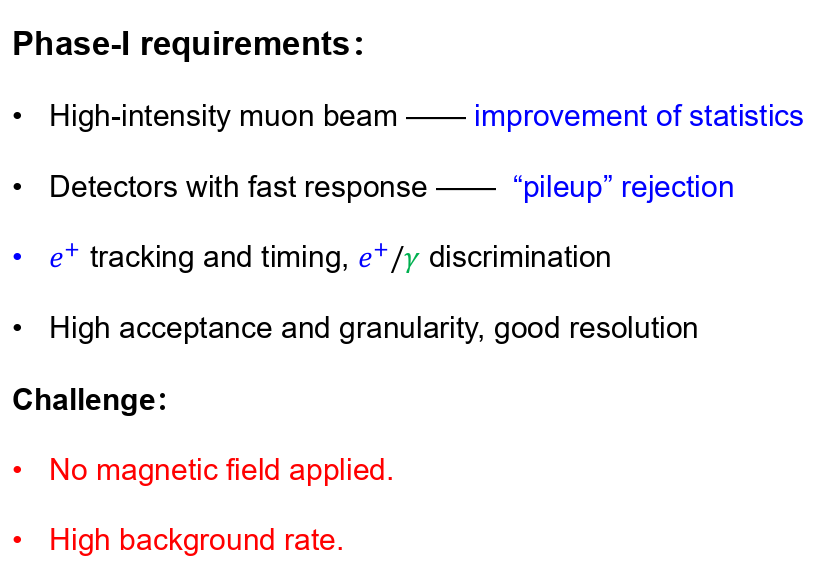 Phase-I requirements：
• High-intensity muon beam —— improvement of statistics
• Detectors with fast response —— “pileup” rejection
• e⁺ tracking and timing, e⁺/γ discrimination
• High acceptance and granularity, good resolution
Challenge：
• No magnetic field applied.
• High background rate.